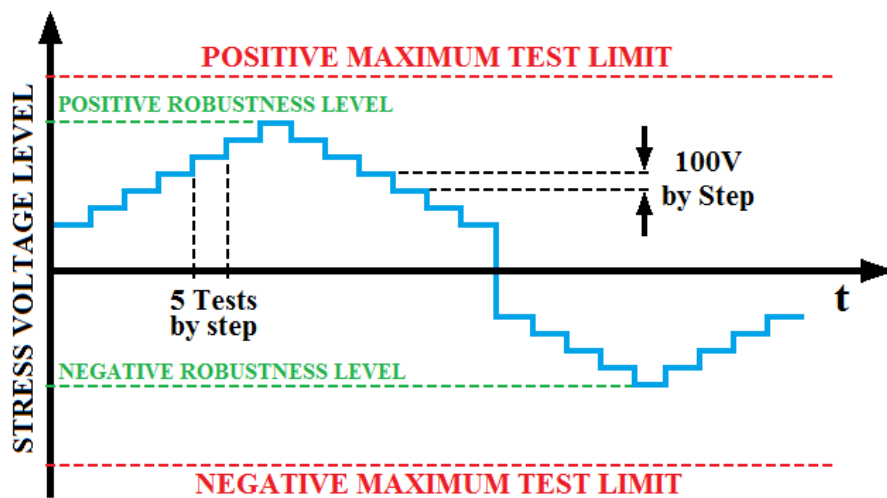 POSITIVE MAXIMUM TEST LIMIT
POSITIVE ROBUSTNESS LEVEL
100V
by Step
STRESS VOLTAGE LEVEL
5 Tests
by step
t
NEGATIVE ROBUSTNESS LEVEL
NEGATIVE MAXIMUM TEST LIMIT